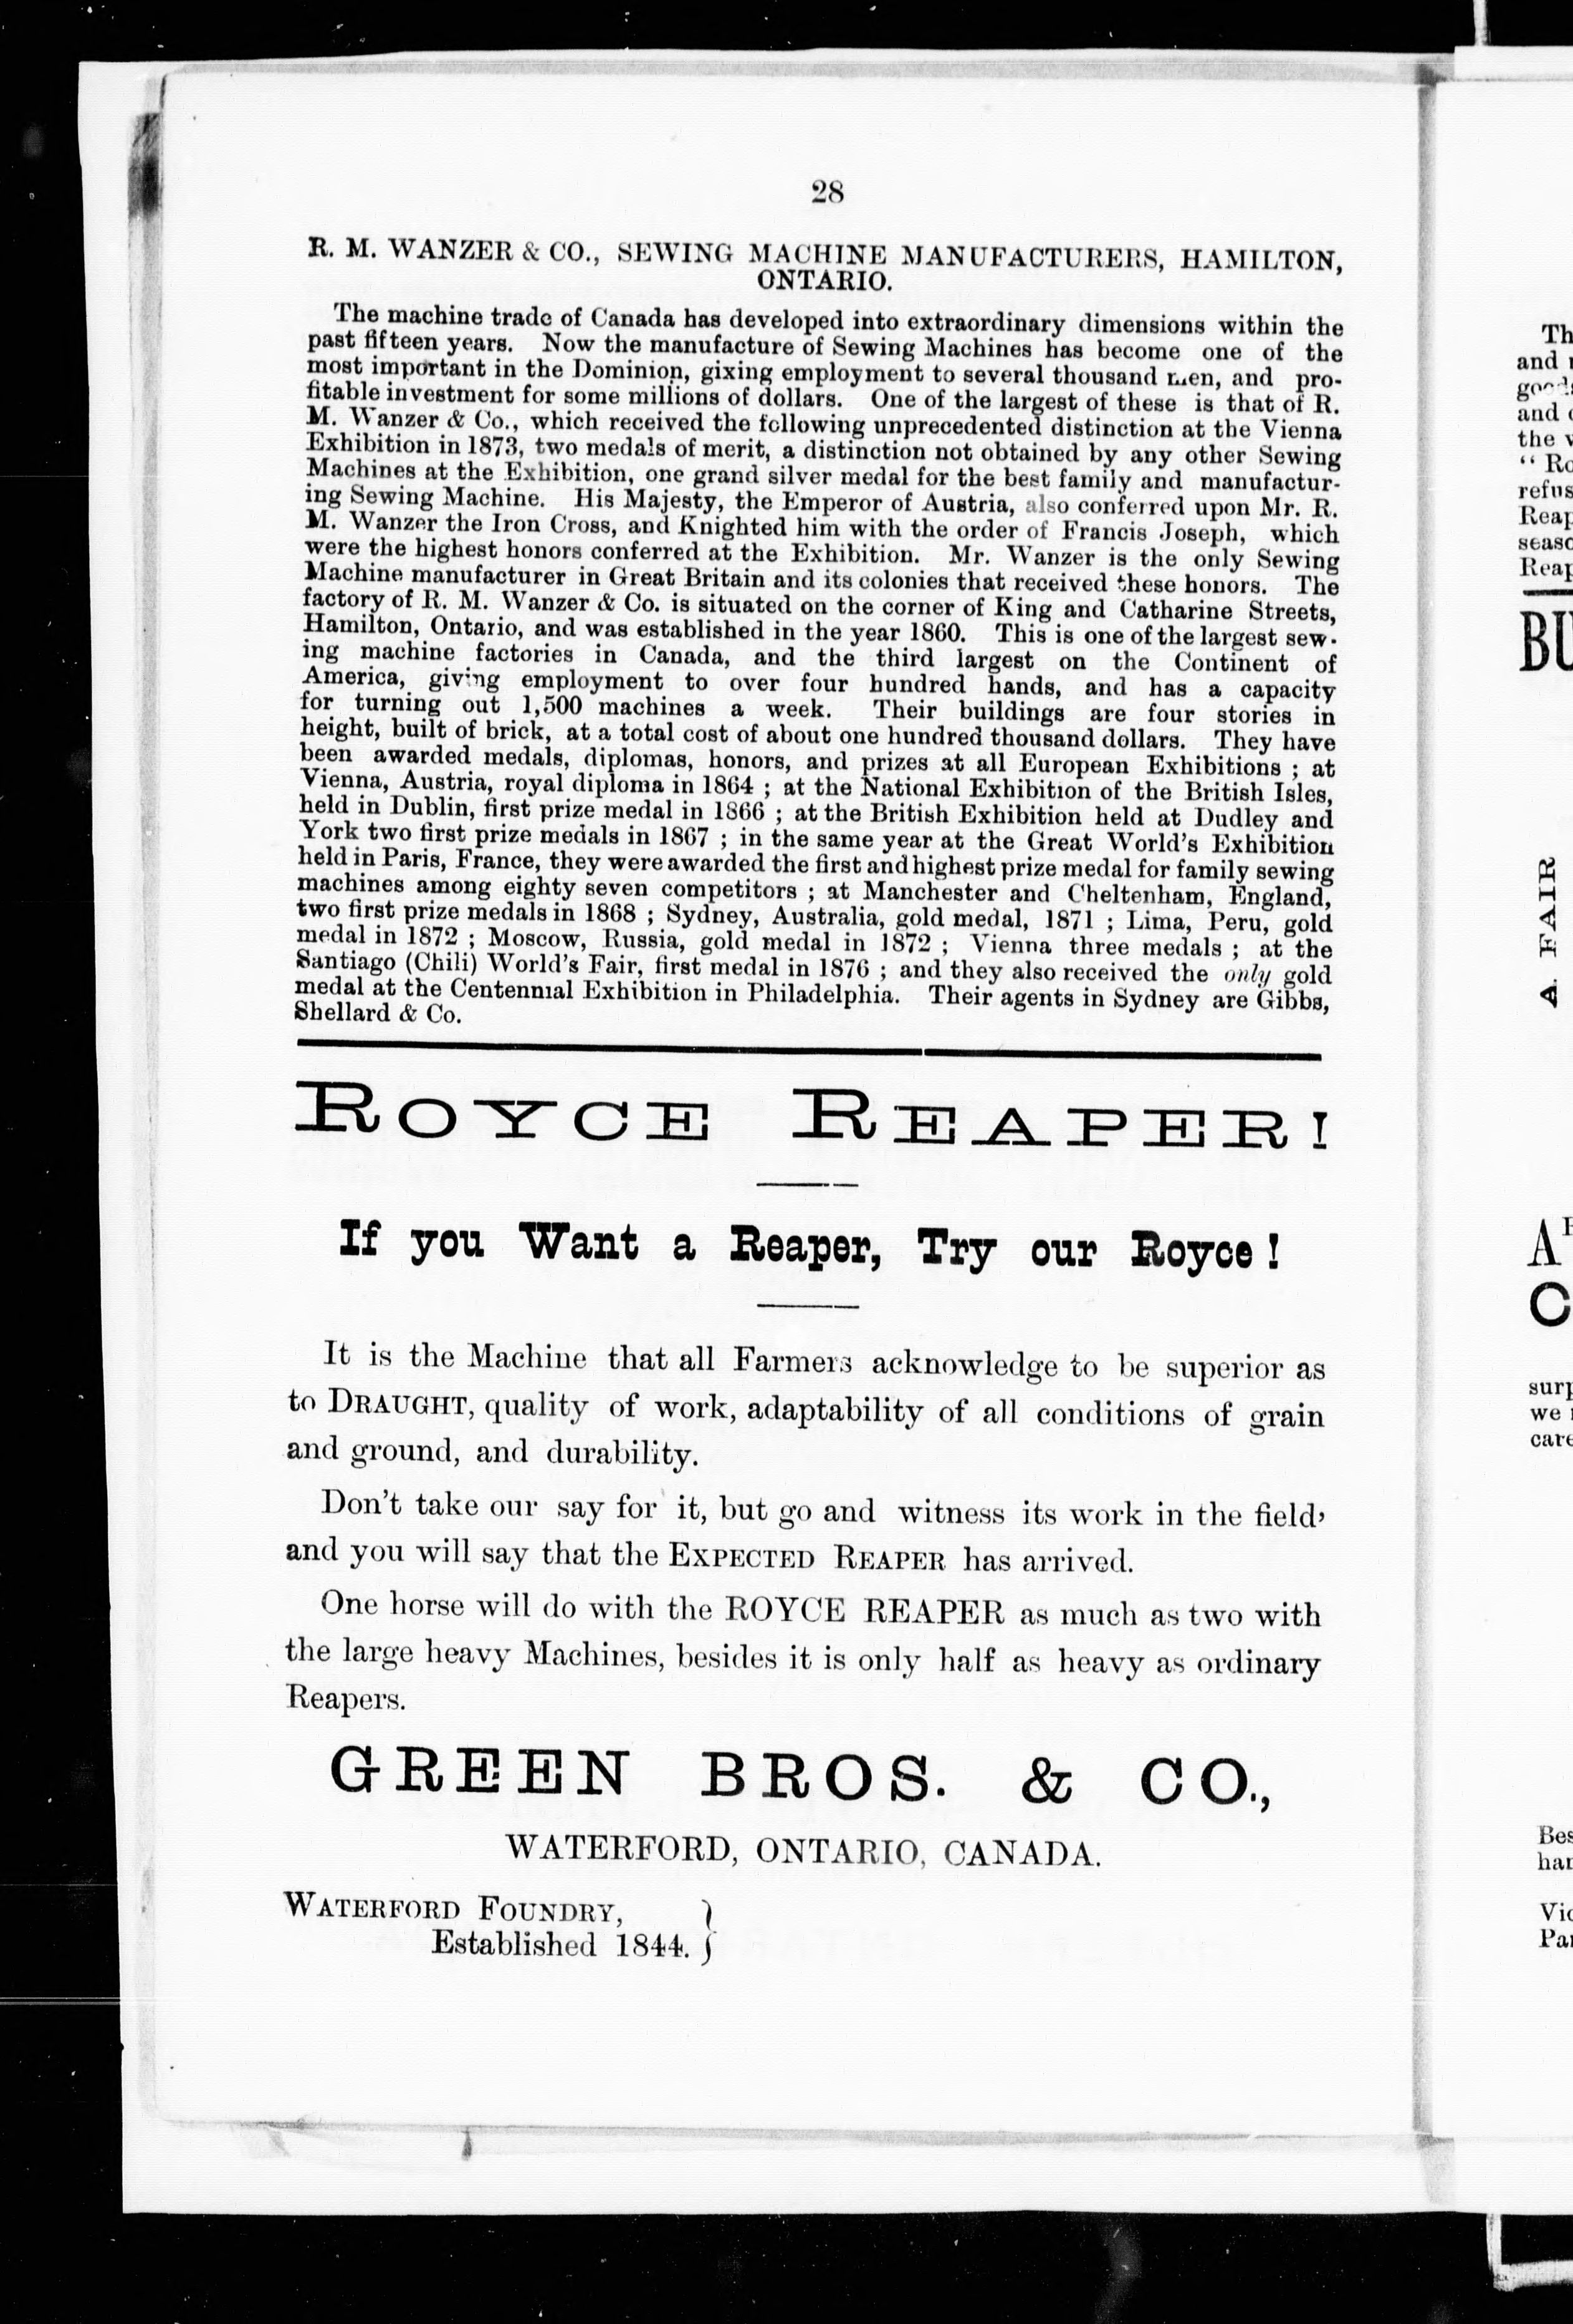 28
R. M. WANZER & CO., SEWING MACHINE MANUFACTURERS, HAMILTON,
ONTARIO.
The machine trade of Canada has developed into extraordinary dimensions within the
past fifteen years. Now the manufacture of Sewing Machines has become one of the
most important in the Dominion, gixing employment to several thousand men, and pro-
fitable investment for some millions of dollars. One of the largest of these is that of R.
M. Wanzer & Co., which received the following unprecedented distinction at the Vienna
Exhibition in 1873, two medals of merit, a distinction not obtained by any other Sewing
Machines at the Exhibition, one grand silver medal for the best family and manufactur-
ing Sewing Machine. His Majesty, the Emperor of Austria, also conferred upon Mr. R.
M. Wanzer the Iron Cross, and Knighted him with the order of Francis Joseph, which
were the highest honors conferred at the Exhibition. Mr. Wanzer is the only Sewing
Machine manufacturer in Great Britain and its colonies that received these honors. The
factory of R. M. Wanzer & Co. is situated on the corner of King and Catharine Streets,
Hamilton, Ontario, and was established in the year 1860. This is one of the largest sew-
ing machine factories in Canada, and the third largest on the Continent of
America, giving employment to over four hundred hands, and has a capacity
for turning out 1,500 machines a week. Their buildings are four stories in
height, built of brick, at a total cost of about one hundred thousand dollars. They have
been awarded medals, diplomas, honors, and prizes at all European Exhibitions ; at
Vienna, Austria, royal diploma in 1864 ; at the National Exhibition of the British Isles,
held in Dublin, first prize medal in 1866 ; at the British Exhibition held at Dudley and
York two first prize medals in 1867 ; in the same year at the Great World's Exhibition
held in Paris, France, they were awarded the first and highest prize medal for family sewing
machines among eighty seven competitors ; at Manchester and Cheltenham, England,
two first prize medals in 1868 ; Sydney, Australia, gold medal, 1871 ; Lima, Peru, gold
medal in 1872 ; Moscow, Russia, gold medal in 1872 ; Vienna three medals ; at the
Santiago (Chili) World's Fair, first medal in 1876 ; and they also received the only gold
medal at the Centennial Exhibition in Philadelphia. Their agents in Sydney are Gibbs,
Shellard & Co.
ROYCE REAPER!
If you Want a Reaper, Try our Royce !
It is the Machine that all Farmers acknowledge to be superior as
to DRAUGHT, quality of work, adaptability of all conditions of grain
and ground, and durability.
Don't take our say for it, but go and witness its work in the field,
and you will say that the EXPECTED REAPER has arrived.
One horse will do with the ROYCE REAPER as much as two with
the large heavy Machines, besides it is only half as heavy as ordinary
Reapers.
GREEN BROS. & CO.,
WATERFORD, ONTARIO, CANADA.
WATERFORD FOUNDRY, }
Established 1844.
Th
and
and
the
" Ro
refus
Reap
seaso
Reap
BU
A FAIR
A
C
surp
we
care
Bes
har
Vic
Par